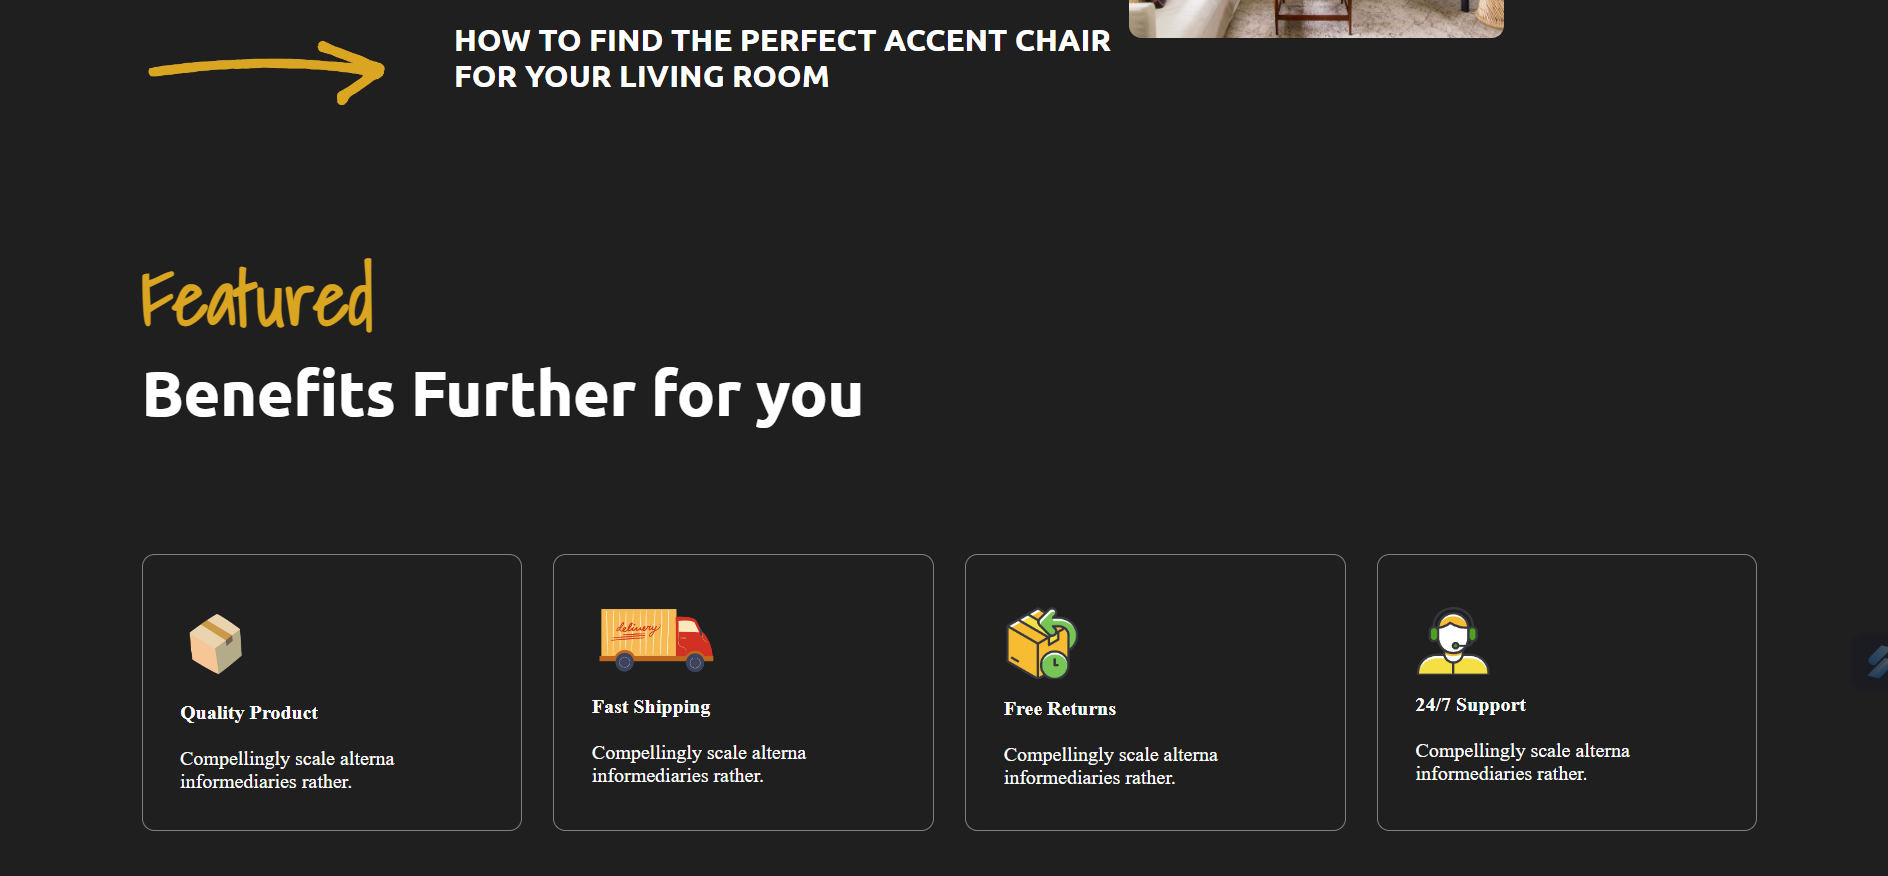 HOW TO FIND THE PERFECT ACCENT CHAIR
FOR YOUR LIVING ROOM
Featured
Benefits Further for you
delivery
Quality Product
Compellingly scale alterna
informediaries rather.
Fast Shipping
Compellingly scale alterna
informediaries rather.
Free Returns
Compellingly scale alterna
informediaries rather.
24/7 Support
Compellingly scale alterna
informediaries rather.